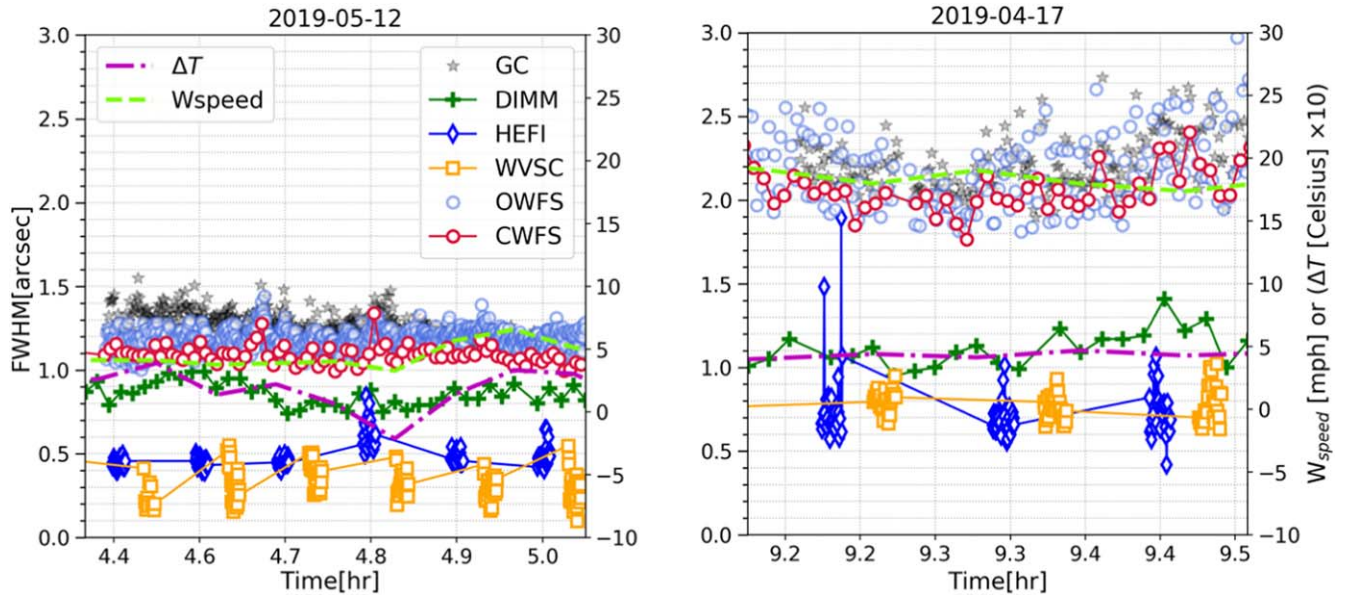 2019-05-12
3.0
2.5
2.0
1.5
1.0
0.5
0.0
FWHM[arcsec]
ΔT
Wspeed
GC
DIMM
HEFI
WVSC
OWFS
CWFS
30
25
20
15
10
5
0
−5
−10
4.4 4.6 4.7 4.8 4.9 5.0
Time[hr]
2019-04-17
3.0
2.5
2.0
1.5
1.0
0.5
0.0
30
25
20
15
10
5
0
−5
−10
Wspeed [mph] or (ΔT [Celsius] ×10)
9.2 9.2 9.3 9.3 9.4 9.4 9.5
Time[hr]